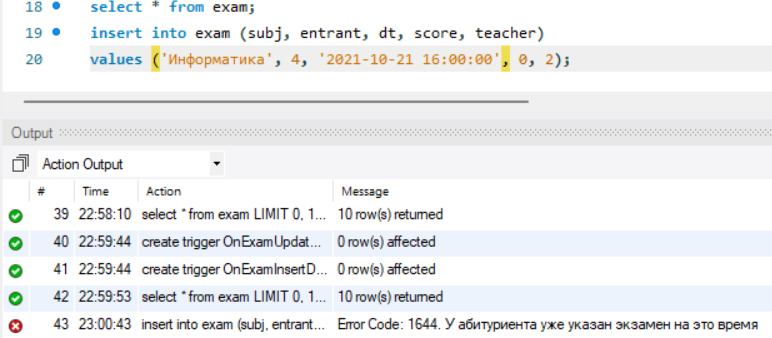 18 select * from exam;
19 insert into exam (subj, entrant, dt, score, teacher)
20 values ('Информатика', 4, '2021-10-21 16:00:00', 0, 2);
Output
Action Output
# Time Action Message
39 22:58:10 select * from exam LIMIT 0, 1... 10 row(s) returned
40 22:59:44 create trigger OnExamUpdat... 0 row(s) affected
41 22:59:44 create trigger OnExamInsertD... 0 row(s) affected
42 22:59:53 select * from exam LIMIT 0, 1... 10 row(s) returned
43 23:00:43 insert into exam (subj, entrant... Error Code: 1644. У абитуриента уже указан экзамен на это время